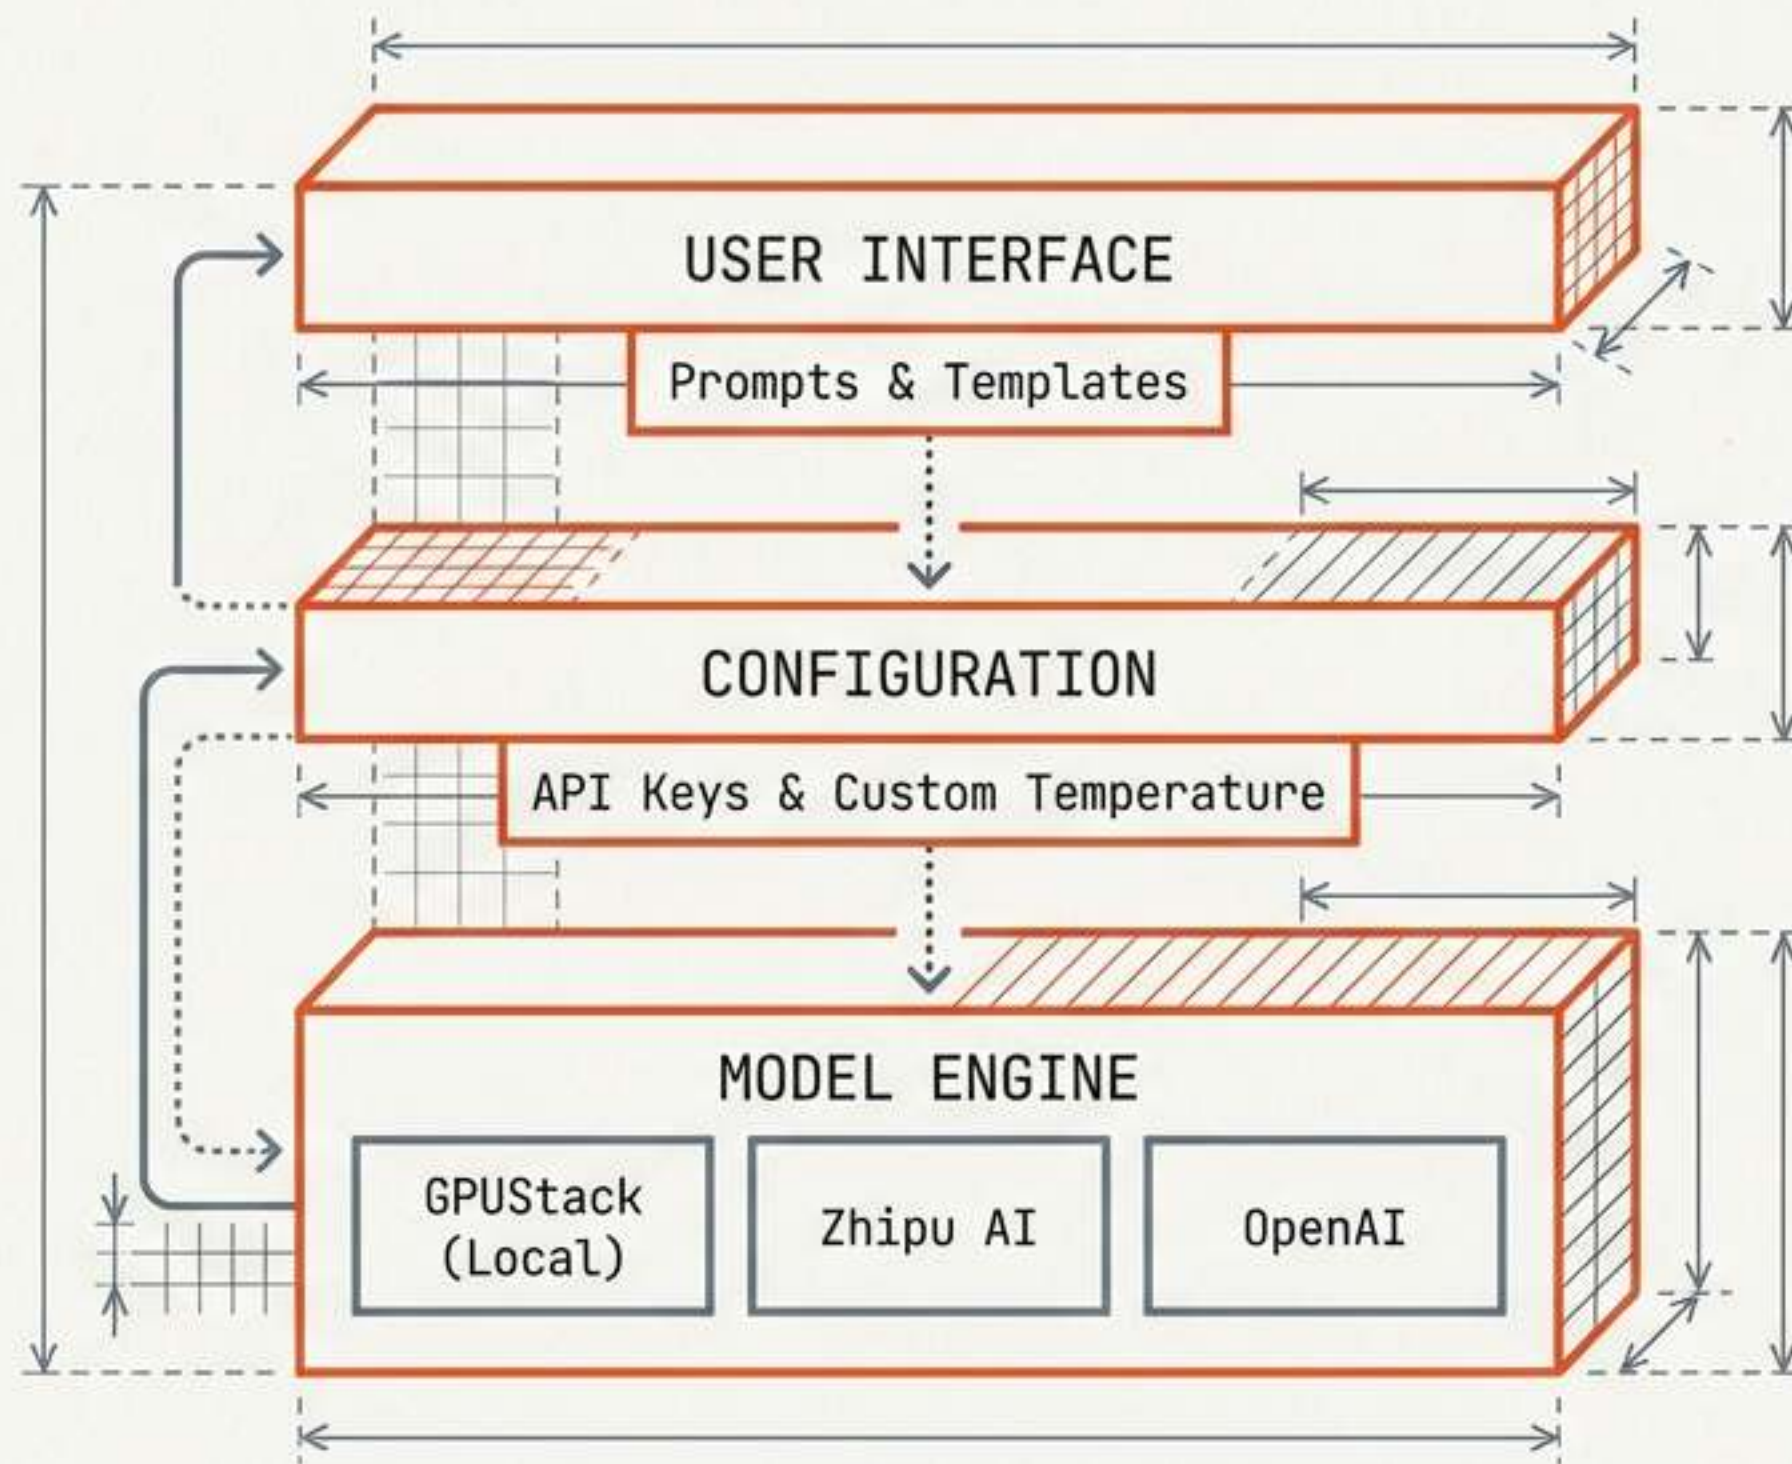 USER INTERFACE
Prompts & Templates
CONFIGURATION
API Keys & Custom Temperature
MODEL ENGINE
GPUStack
(Local)
Zhipu AI
OpenAI